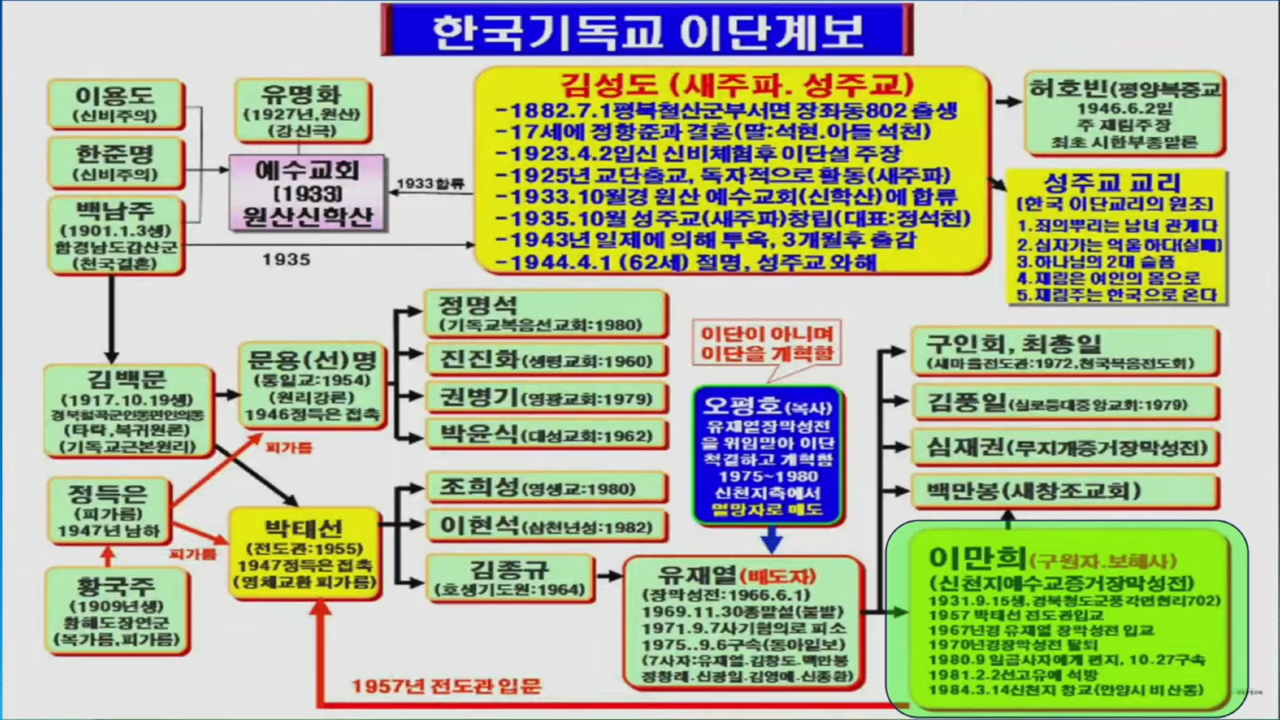 한국기독교 이단계보
이용도
(신비주의)
한준명
(신비주의)
백남주
(1901.1.3생)
함경남도갑산군
(천국결혼)
유명화
(1927년,원산)
(강신극)
예수교회
(1933)
원산신학산
1933합류
1935
김성도 (새주파. 성주교)
-1882.7.1평북철산군부서면 장좌동802 출생
-17세에 정항준과 결혼(딸:석현.아들 석천)
-1923.4.2입신 신비체험후 이단설 주장
-1925년 교단출교, 독자적으로 활동(새주파)
-1933.10월경 원산 예수교회(신학산)에 합류
-1935.10월 성주교(새주파)창립(대표:정석천)
-1943년 일제에 의해 투옥, 3개월후 출감
-1944.4.1 (62세) 절명, 성주교 와해
허호빈(평양복중교
1946.6.2일
주 재림주장
최초 시한부종말론
성주교 교리
(한국 이단교리의 원조)
1. 죄의뿌리는 남녀 관계다
2. 십자가는 억울하대(실패)
3. 하나님의 2대 슬픔
4. 재림은 여인의 몸으로
5. 재림주는 한국으로 온다
김백문
(1917.10.19생)
경북칠곡군인동면인의동
(타락, 복귀원론)
(기독교근본원리)
문용(선)명
(통일교:1954)
(원리강론)
1946정득은 접촉
정명석
(기독교복음선교회:1980)
진진화(생령교회:1960)
권병기(영광교회:1979)
박윤식(대성교회:1962)
피가름
정득은
(피가름)
1947년 남하
피가름
황국주
(1909년생)
황해도장연군
(목가름,피가름)
박태선
(전도관:1955)
1947정득은 접촉
(영체교환 피가름)
조희성(영생교:1980)
이현석(삼천년성:1982)
김종규
(호생기도원:1964)
이단이 아니며
이단을 개혁함
오평호(목사)
유재열장막성전
을 위임맡아 이단
척결하고 개혁함
1975~1980
신천지측에서
멸망자로 매도
유재열(배도자)
(장막성전:1966.6.1)
1969.11.30종말설(불발)
1971.9.7사기혐의로 피소
1975..9.6구속(동아일보)
(7사자:유재열.김창도.백만봉
정창래.신광일.김영애.신종환)
구인회, 최총일
(새마을전도관:1972,천국복음전도회)
김풍일(실로등대중앙교회:1979)
심재권(무지개증거장막성전)
백만봉(새창조교회)
이만희(구원자.보혜사)
(신천지예수교증거장막성전)
1931.9.15생,경북청도군풍각면현리702)
1957 박태선 전도관입교
1967년경 유재열 장막성전 입교
1970년경장막성전 탈퇴
1980.9 일곱사자에게 편지, 10.27구속
1981.2.2선고유예 석방
1984.3.14신천지 창교(안양시 비산동)
1957년 전도관 입문